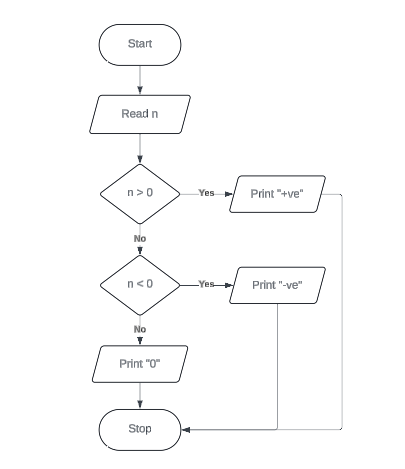 Start
Read n
n > 0
Yes
Print "+ve"
No
n < 0
Yes
Print "-ve"
No
Print "0"
Stop